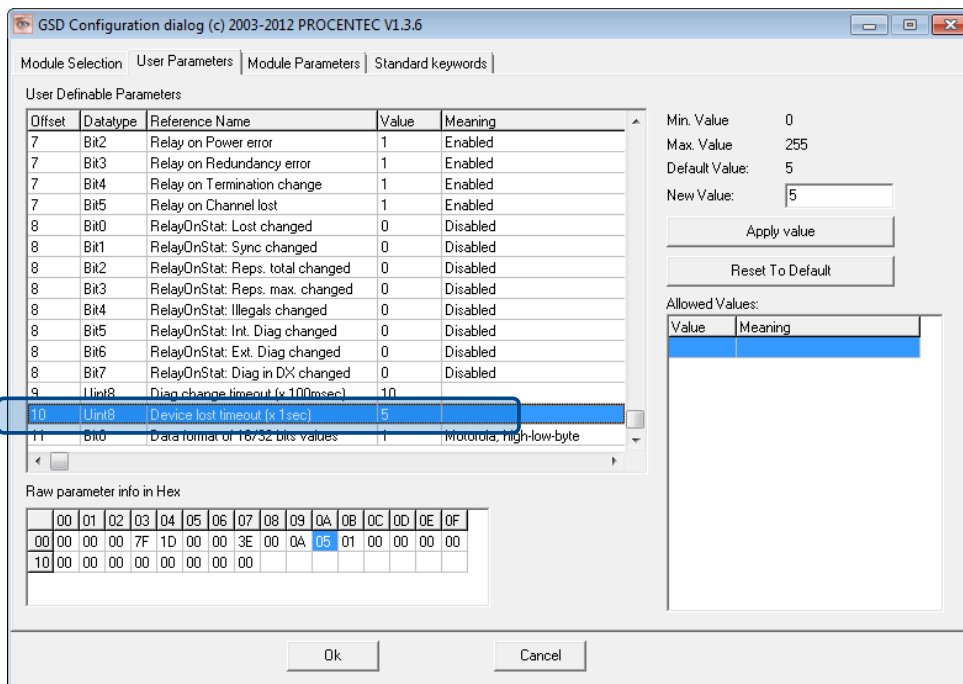 GSD Configuration dialog (c) 2003-2012 PROCENTEC V1.3.6
Module Selection User Parameters Module Parameters Standard keywords
User Definable Parameters
Offset Datatype Reference Name Value Meaning
7 Bit2 Relay on Power error 1 Enabled
7 Bit3 Relay on Redundancy error 1 Enabled
7 Bit4 Relay on Termination change 1 Enabled
7 Bit5 Relay on Channel lost 1 Enabled
8 Bit0 RelayOnStat: Lost changed 0 Disabled
8 Bit1 RelayOnStat: Sync changed 0 Disabled
8 Bit2 RelayOnStat: Reps. total changed 0 Disabled
8 Bit3 RelayOnStat: Reps. max. changed 0 Disabled
8 Bit4 RelayOnStat: Illegals changed 0 Disabled
8 Bit5 RelayOnStat: Int. Diag changed 0 Disabled
8 Bit6 RelayOnStat: Ext. Diag changed 0 Disabled
8 Bit7 RelayOnStat: Diag in DX changed 0 Disabled
9 Uint8 Diag change timeout (x 100msec) 10
10 Uint8 Device lost timeout (x 1sec) 5
11 Bit0 Data format of 16/32 bits values 1 Motorola, high-low-byte
Min. Value 0
Max. Value 255
Default Value: 5
New Value: 5
Apply value
Reset To Default
Allowed Values:
Value Meaning
Raw parameter info in Hex
00 01 02 03 04 05 06 07 08 09 0A 0B 0C 0D 0E 0F
00 00 00 00 7F 1D 00 00 3E 00 0A 05 01 00 00 00 00
10 00 00 00 00 00 00 00 00
Ok Cancel